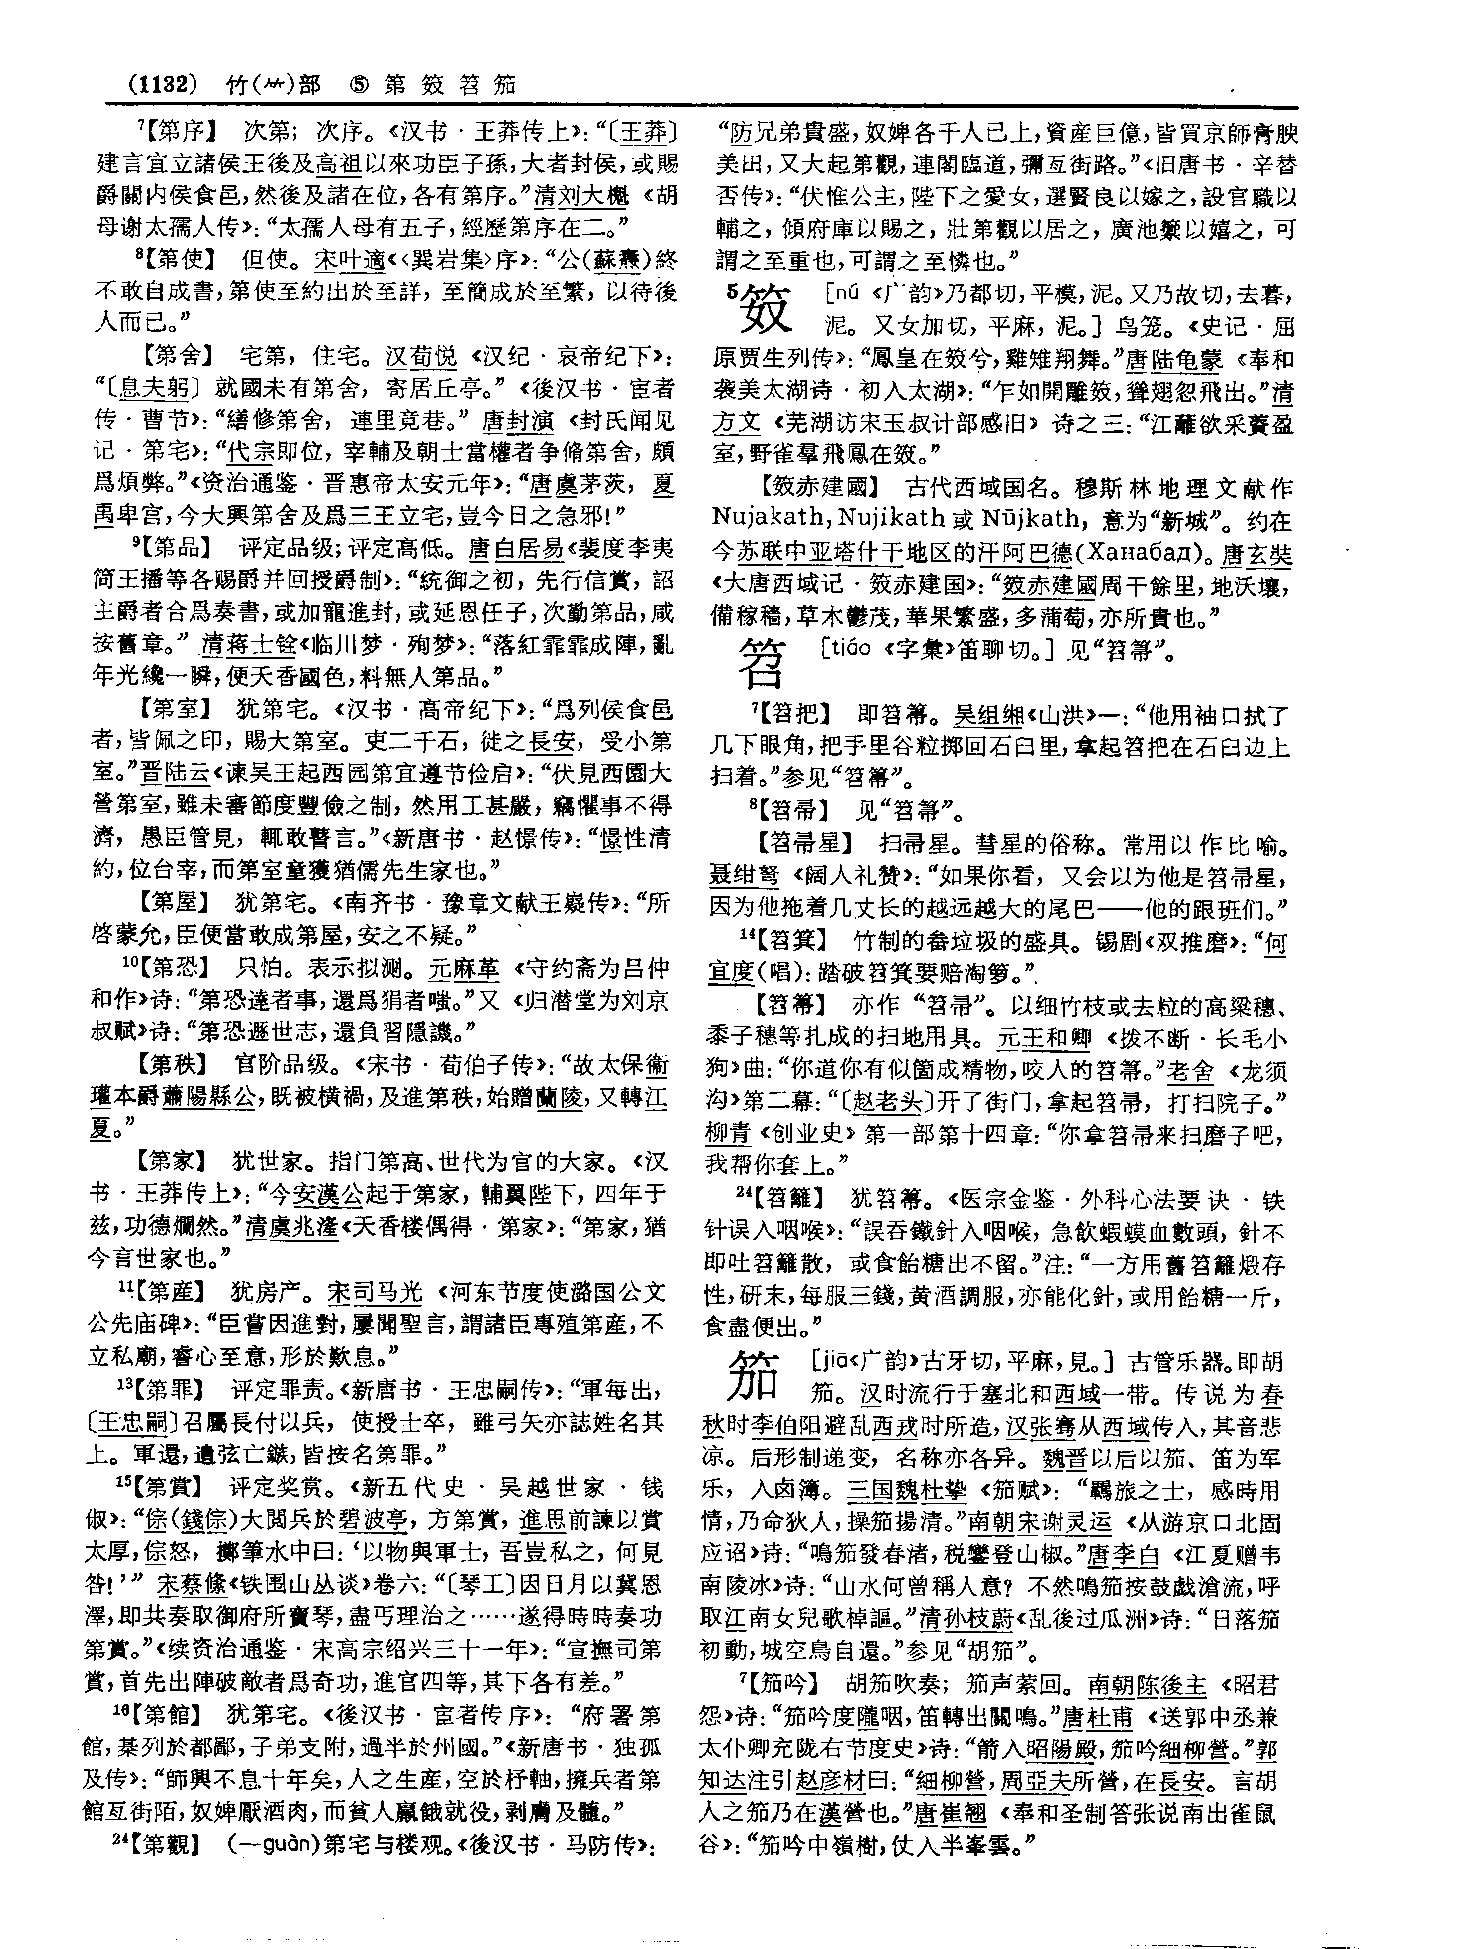 (1132) 竹(⺮)部 ⑤ 第 笯 笤 笳
⁷【第序】 次第；次序。《汉书·王莽传上》：“〔王莽〕
建言宜立諸侯王後及高祖以來功臣子孫，大者封侯，或賜
爵關内侯食邑，然後及諸在位，各有第序。”清刘大櫆《胡
母谢太孺人传》：“太孺人母有五子，經歷第序在二。”
⁸【第使】 但使。宋叶適《〈巽岩集〉序》：“公(蘇燾)終
不敢自成書，第使至約出於至詳，至簡成於至繁，以待後
人而已。”
【第舍】 宅第，住宅。汉荀悦《汉纪·哀帝纪下》：
“〔息夫躬〕就國未有第舍，寄居丘亭。”《後汉书·宦者
传·曹节》：“繕修第舍，連里竟巷。”唐封演《封氏闻见
记·第宅》：“代宗即位，宰輔及朝士當權者争脩第舍，頗
爲煩弊。”《资治通鉴·晋惠帝太安元年》：“唐虞茅茨，夏
禹卑宫，今大興第舍及爲三王立宅，豈今日之急邪！”
⁹【第品】 评定品级；评定高低。唐白居易《裴度李夷
简王播等各赐爵并回授爵制》：“统御之初，先行信賞，詔
主爵者合爲奏書，或加寵進封，或延恩任子，次勳第品，咸
按舊章。”清蒋士铨《临川梦·殉梦》：“落紅霏霏成陣，亂
年光纔一瞬，便天香國色，料無人第品。”
【第室】 犹第宅。《汉书·高帝纪下》：“爲列侯食邑
者，皆佩之印，賜大第室。吏二千石，徙之長安，受小第
室。”晋陆云《谏吴王起西园第宜遵节俭启》：“伏見西園大
營第室，雖未審節度豐儉之制，然用工甚嚴，竊懼事不得
濟，愚臣管見，輒敢瞽言。”《新唐书·赵憬传》：“憬性清
約，位台宰，而第室童獲猶儒先生家也。”
【第屋】 犹第宅。《南齐书·豫章文献王嶷传》：“所
啓蒙允，臣便當敢成第屋，安之不疑。”
¹⁰【第恐】 只怕。表示拟测。元麻革《守约斋为吕仲
和作》诗：“第恐達者事，還爲狷者嗤。”又《归潜堂为刘京
叔赋》诗：“第恐遯世志，還負習隱譏。”
【第秩】 官阶品级。《宋书·荀伯子传》：“故太保衞
瓘本爵蕭陽縣公，既被横禍，及進第秩，始贈蘭陵，又轉江
夏。”
【第家】 犹世家。指门第高、世代为官的大家。《汉
书·王莽传上》：“今安漢公起于第家，輔翼陛下，四年于
兹，功德爛然。”清虞兆漋《天香楼偶得·第家》：“第家，猶
今言世家也。”
¹¹【第産】 犹房产。宋司马光《河东节度使潞国公文
公先庙碑》：“臣嘗因進對，屢聞聖言，謂諸臣專殖第産，不
立私廟，睿心至意，形於歎息。”
¹³【第罪】 评定罪责。《新唐书·王忠嗣传》：“軍每出，
〔王忠嗣〕召屬長付以兵，使授士卒，雖弓矢亦誌姓名其
上。軍還，遺弦亡鏃，皆按名第罪。”
¹⁵【第賞】 评定奖赏。《新五代史·吴越世家·钱
俶》：“倧(錢倧)大閲兵於碧波亭，方第賞，進思前諫以賞
太厚，倧怒，擲筆水中曰：‘以物與軍士，吾豈私之，何見
咎！’”宋蔡絛《铁围山丛谈》卷六：“〔琴工〕因日月以冀恩
澤，即共奏取御府所寶琴，盡丐理治之……遂得時時奏功
第賞。”《续资治通鉴·宋高宗绍兴三十一年》：“宣撫司第
賞，首先出陣破敵者爲奇功，進官四等，其下各有差。”
¹⁶【第館】 犹第宅。《後汉书·宦者传序》：“府署第
館，棊列於都鄙，子弟支附，過半於州國。”《新唐书·独孤
及传》：“師興不息十年矣，人之生産，空於杼軸，擁兵者第
館亙街陌，奴婢厭酒肉，而貧人羸餓就役，剥膚及髓。”
²⁴【第觀】 (—guàn)第宅与楼观。《後汉书·马防传》：
“防兄弟貴盛，奴婢各千人已上，資産巨億，皆買京師膏腴
美田，又大起第觀，連閣臨道，彌亙街路。”《旧唐书·辛替
否传》：“伏惟公主，陛下之愛女，選賢良以嫁之，設官職以
輔之，傾府庫以賜之，壯第觀以居之，廣池籞以嬉之，可
謂之至重也，可謂之至憐也。”
⁵笯 [nú《广韵》乃都切，平模，泥。又乃故切，去暮，
泥。又女加切，平麻，泥。] 鸟笼。《史记·屈
原贾生列传》：“鳳皇在笯兮，雞雉翔舞。”唐陆龟蒙《奉和
袭美太湖诗·初入太湖》：“乍如開雕笯，聳翅忽飛出。”清
方文《芜湖访宋玉叔计部感旧》诗之三：“江蘺欲采薋盈
室，野雀羣飛鳳在笯。”
【笯赤建國】 古代西域国名。穆斯林地理文献作
Nujakath，Nujikath或Nūjkath，意为“新城”。约在
今苏联中亚塔什干地区的汗阿巴德(Ханабад)。唐玄奘
《大唐西域记·笯赤建国》：“笯赤建國周千餘里，地沃壤，
備稼穡，草木鬱茂，華果繁盛，多蒲萄，亦所貴也。”
笤 [tiáo《字彙》笛聊切。] 见“笤箒”。
⁷【笤把】 即笤箒。吴组缃《山洪》一：“他用袖口拭了
几下眼角，把手里谷粒掷回石臼里，拿起笤把在石臼边上
扫着。”参见“笤箒”。
⁸【笤帚】 见“笤箒”。
【笤帚星】 扫帚星。彗星的俗称。常用以作比喻。
聂绀弩《阔人礼赞》：“如果你看，又会以为他是笤帚星，
因为他拖着几丈长的越远越大的尾巴——他的跟班们。”
¹⁴【笤箕】 竹制的畚垃圾的盛具。锡剧《双推磨》：“何
宜度(唱)：踏破笤箕要赔淘箩。”
【笤箒】 亦作“笤帚”。以细竹枝或去粒的高粱穗、
黍子穗等扎成的扫地用具。元王和卿《拨不断·长毛小
狗》曲：“你道你有似箇成精物，咬人的笤箒。”老舍《龙须
沟》第二幕：“〔赵老头〕开了街门，拿起笤帚，打扫院子。”
柳青《创业史》第一部第十四章：“你拿笤帚来扫磨子吧，
我帮你套上。”
²⁴【笤籬】 犹笤箒。《医宗金鉴·外科心法要诀·铁
针误入咽喉》：“誤吞鐵針入咽喉，急飲蝦蟆血數頭，針不
即吐笤籬散，或食飴糖出不留。”注：“一方用舊笤籬煅存
性，研末，每服三錢，黄酒調服，亦能化針，或用飴糖一斤，
食盡便出。”
笳 [jiā《广韵》古牙切，平麻，見。] 古管乐器。即胡
笳。汉时流行于塞北和西域一带。传说为春
秋时李伯阳避乱西戎时所造，汉张骞从西域传入，其音悲
凉。后形制递变，名称亦各异。魏晋以后以笳、笛为军
乐，入卤簿。三国魏杜挚《笳赋》：“羈旅之士，感時用
情，乃命狄人，操笳揚清。”南朝宋谢灵运《从游京口北固
应诏》诗：“鳴笳發春渚，税鑾登山椒。”唐李白《江夏赠韦
南陵冰》诗：“山水何曾稱人意？不然鳴笳按鼓戲滄流，呼
取江南女兒歌棹謳。”清孙枝蔚《乱後过瓜洲》诗：“日落笳
初動，城空鳥自還。”参见“胡笳”。
⁷【笳吟】 胡笳吹奏；笳声萦回。南朝陈後主《昭君
怨》诗：“笳吟度隴咽，笛轉出關鳴。”唐杜甫《送郭中丞兼
太仆卿充陇右节度史》诗：“箭入昭陽殿，笳吟細柳營。”郭
知达注引赵彦材曰：“細柳營，周亞夫所營，在長安。言胡
人之笳乃在漢營也。”唐崔翘《奉和圣制答张说南出雀鼠
谷》：“笳吟中嶺樹，仗入半峯雲。”